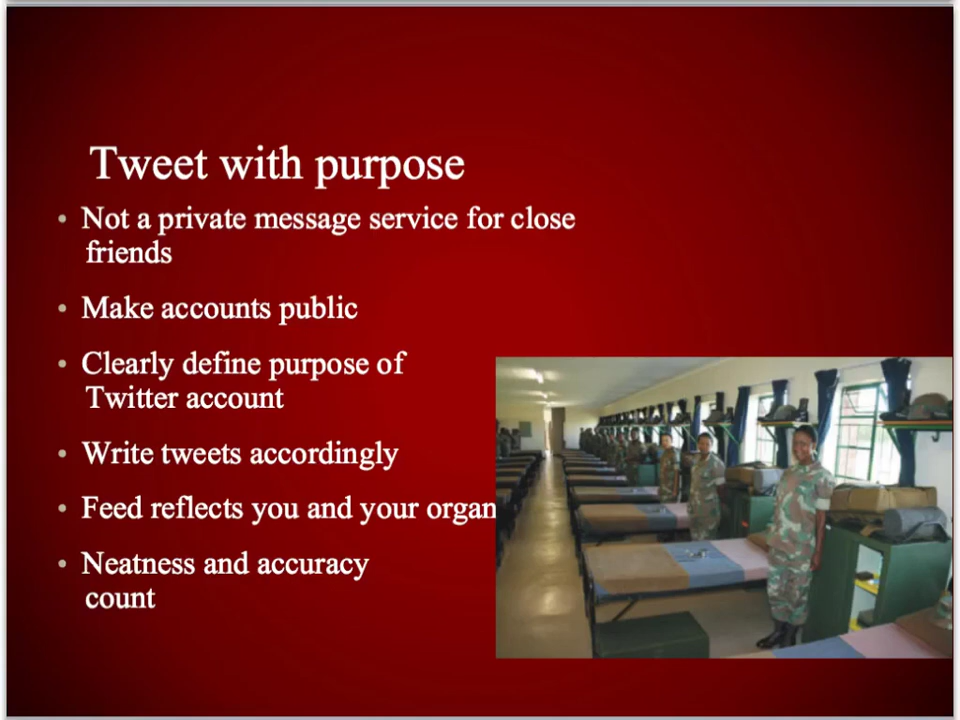 Tweet with purpose
• Not a private message service for close
friends
• Make accounts public
• Clearly define purpose of
Twitter account
• Write tweets accordingly
• Feed reflects you and your organ
• Neatness and accuracy
count